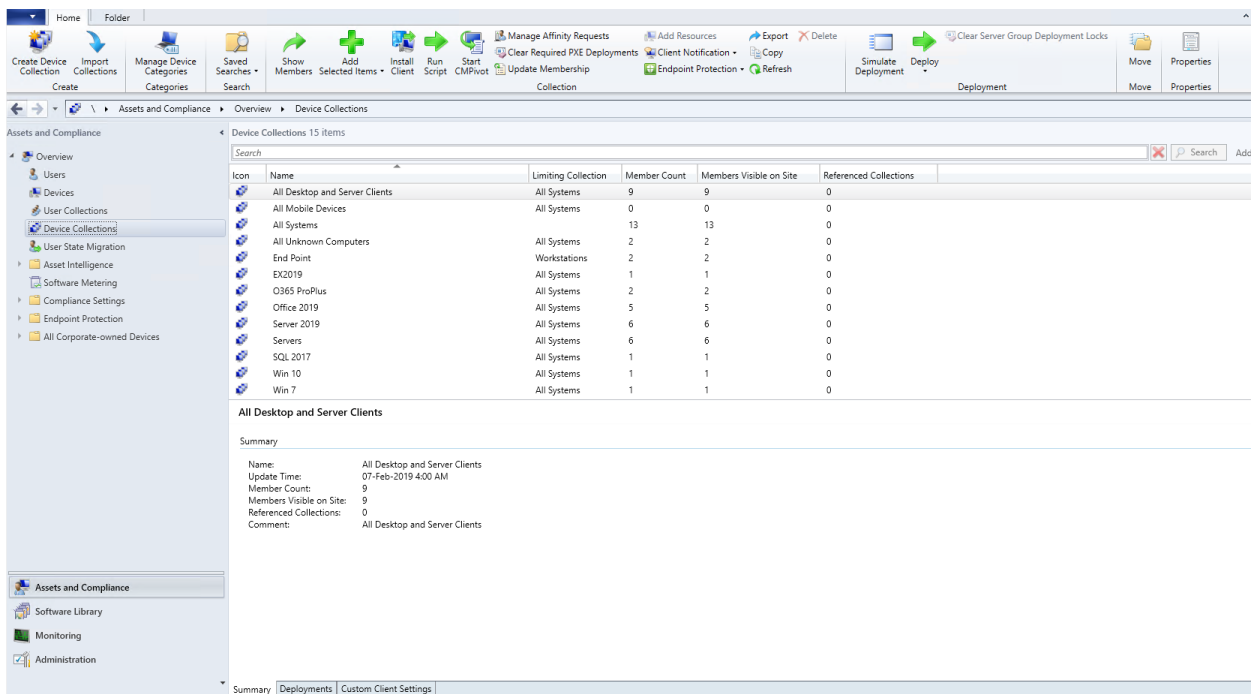 Home Folder
Create Device Collection
Import Collections
Create
Manage Device Categories
Categories
Saved Searches
Search
Show Members
Add Selected Items
Install Client
Run Script
Start CMPivot
Manage Affinity Requests
Clear Required PXE Deployments
Update Membership
Add Resources
Client Notification
Endpoint Protection
Export
Copy
Refresh
Delete
Collection
Simulate Deployment
Deploy
Clear Server Group Deployment Locks
Deployment
Move
Move
Properties
Properties
\ Assets and Compliance Overview Device Collections
Assets and Compliance
Overview
Users
Devices
User Collections
Device Collections
User State Migration
Asset Intelligence
Software Metering
Compliance Settings
Endpoint Protection
All Corporate-owned Devices
Assets and Compliance
Software Library
Monitoring
Administration
Device Collections 15 items
Search Search Add
Icon Name Limiting Collection Member Count Members Visible on Site Referenced Collections
All Desktop and Server Clients All Systems 9 9 0
All Mobile Devices All Systems 0 0 0
All Systems 13 13 0
All Unknown Computers All Systems 2 2 0
End Point Workstations 2 2 0
EX2019 All Systems 1 1 0
O365 ProPlus All Systems 2 2 0
Office 2019 All Systems 5 5 0
Server 2019 All Systems 6 6 0
Servers All Systems 6 6 0
SQL 2017 All Systems 1 1 0
Win 10 All Systems 1 1 0
Win 7 All Systems 1 1 0
All Desktop and Server Clients
Summary
Name: All Desktop and Server Clients
Update Time: 07-Feb-2019 4:00 AM
Member Count: 9
Members Visible on Site: 9
Referenced Collections: 0
Comment: All Desktop and Server Clients
Summary Deployments Custom Client Settings